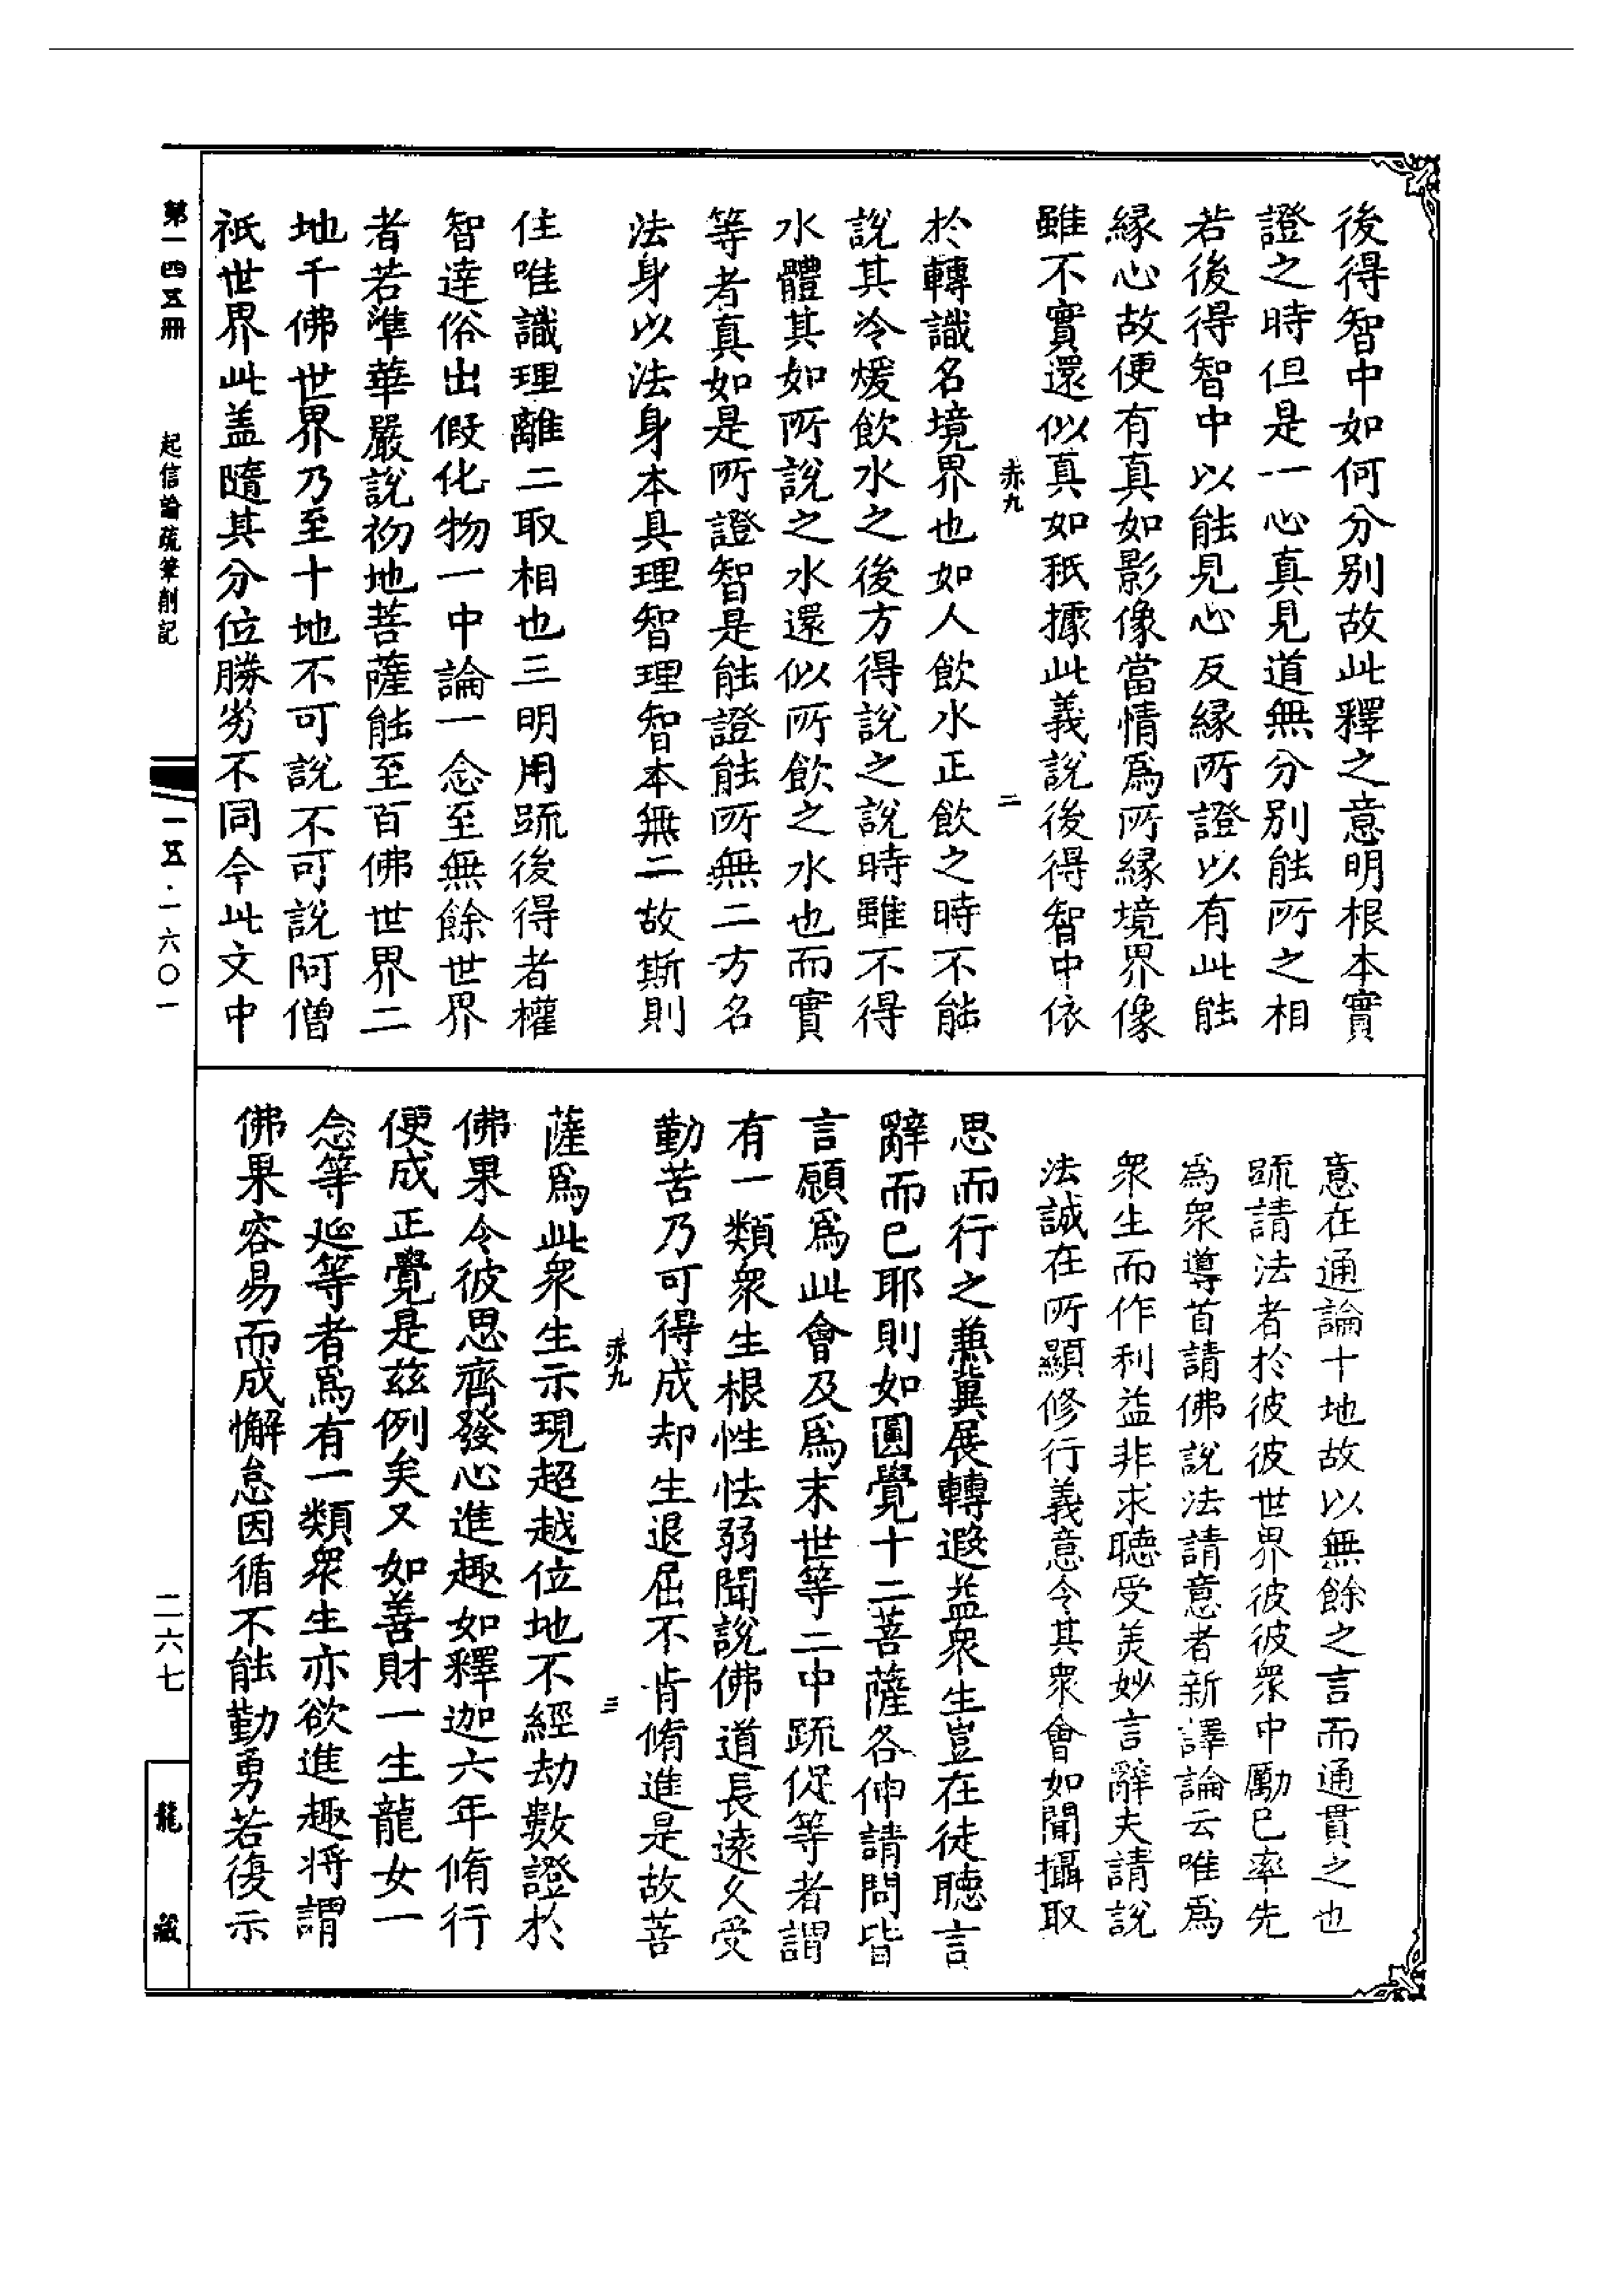 後得智中如何分别故此釋之意明根本實
證之時但是一心真見道無分别能所之相
若後得智中以能見心反縁所證以有此能
縁心故便有真如影像當情爲所縁境界像
雖不實還似真如秖據此義說後得智中依
赤九
二
於轉識名境界也如人飲水正飲之時不能
說其冷煖飲水之後方得說之說時雖不得
水體其如所說之水還似所飲之水也而實
等者真如是所證智是能證能所無二方名
法身以法身本具理智理智本無二故斯則
住唯識理離二取相也三明用䟽後得者權
智達俗出假化物一中論一念至無餘世界
者若準華嚴說初地菩薩能至百佛世界二
地千佛世界乃至十地不可說不可說阿僧
祇世界此盖隨其分位勝劣不同今此文中
意在通論十地故以無餘之言而通貫之也
䟽請法者於彼彼世界彼彼衆中勵已率先
爲衆導首請佛說法請意者新譯論云唯爲
衆生而作利益非求聴受美妙言辭夫請說
法誠在所顯修行義意令其衆會如聞攝取
思而行之兼冀展轉遐益衆生豈在徒聴言
辭而已耶則如圓覺十二菩薩各伸請問皆
言願爲此會及爲末世等二中䟽從等者謂
有一類衆生根性怯弱聞說佛道長遠久受
勤苦乃可得成却生退屈不肯脩進是故菩
赤九
三
薩爲此衆生示現超越位地不經劫數證於
佛果令彼思齊發心進趣如釋迦六年脩行
便成正覺是兹例矣又如善財一生龍女一
念等延等者爲有一類衆生亦欲進趣将謂
佛果容易而成懈怠因循不能勤勇若復示
第一四五冊
起信論疏筆削記
一五·一六〇一
二六七
龍藏